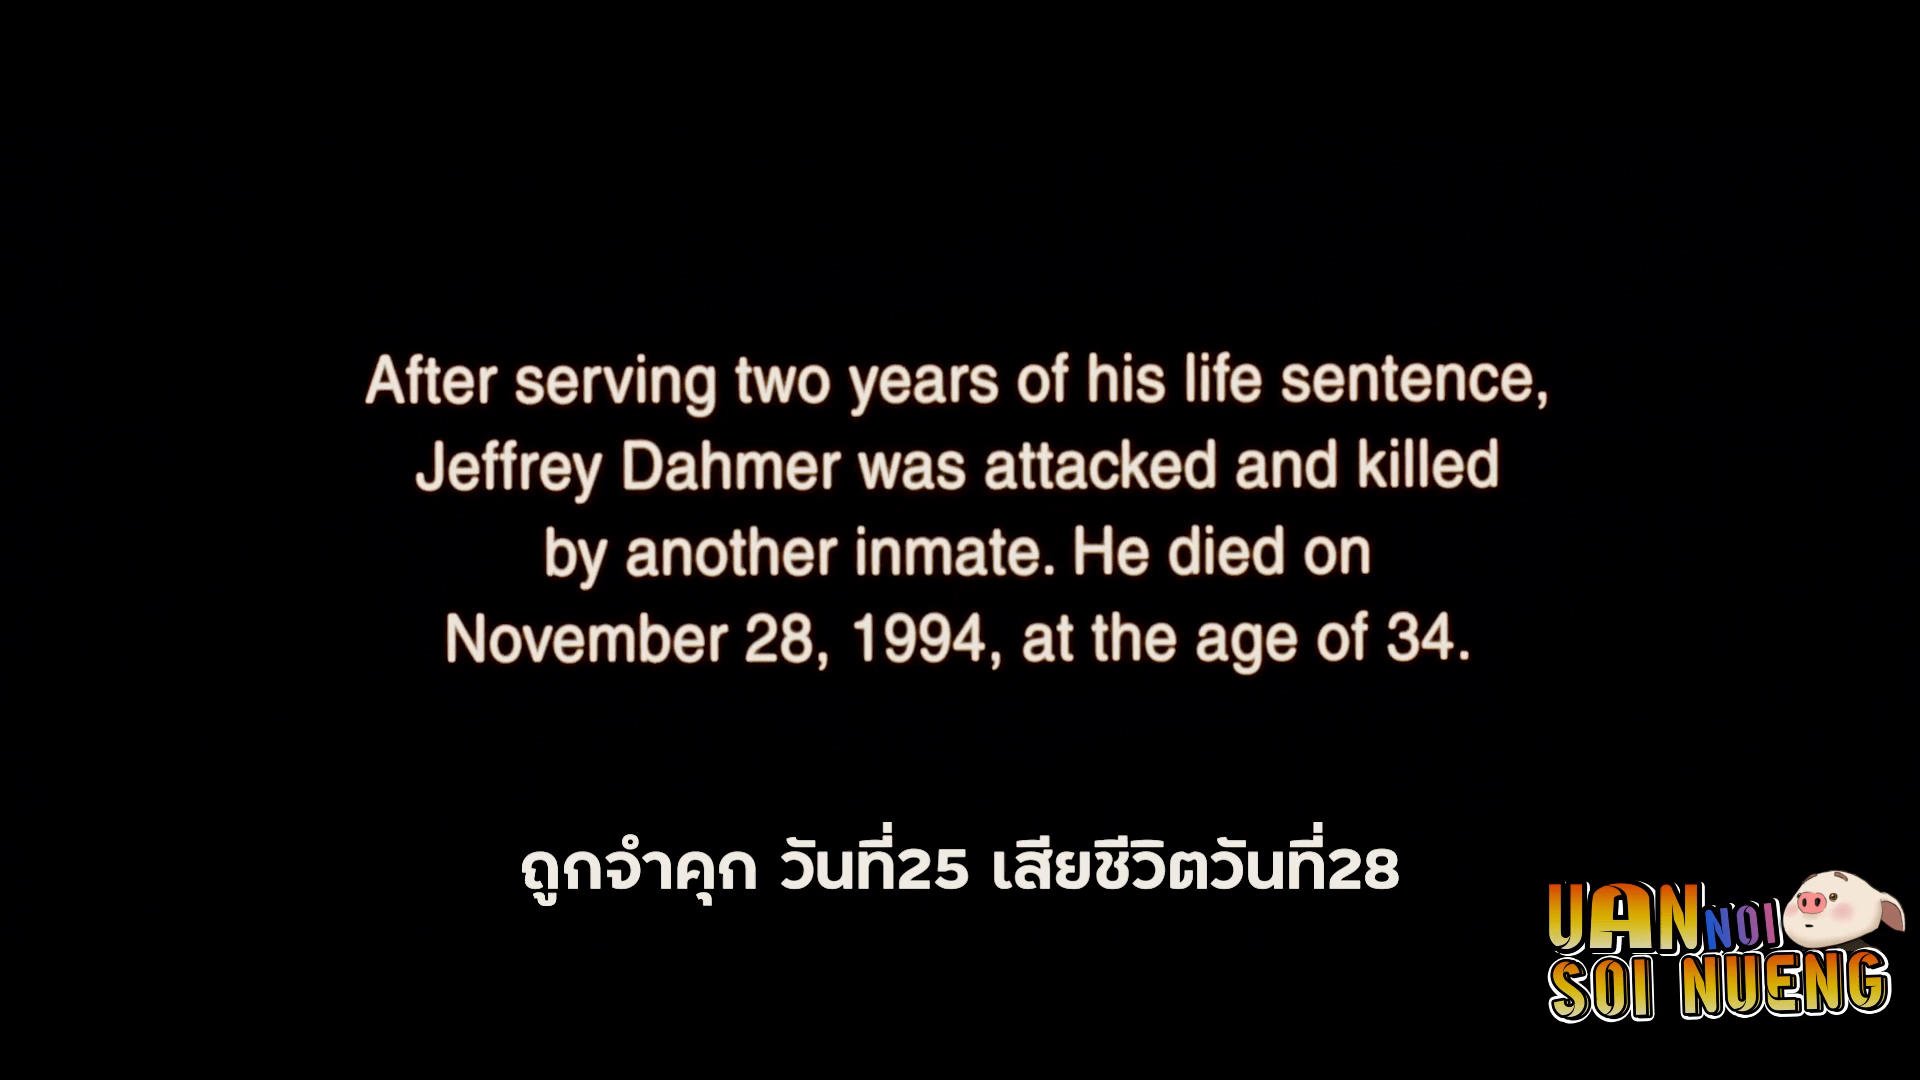 After serving two years of his life sentence,
Jeffrey Dahmer was attacked and killed
by another inmate. He died on
November 28, 1994, at the age of 34.
ถูกจำคุก วันที่25 เสียชีวิตวันที่28
UAN NOI
SOI NUENG